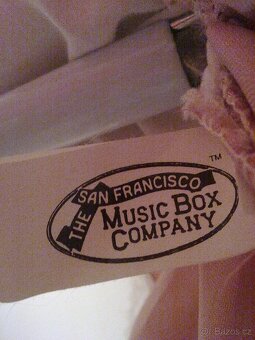 TM
THE
SAN FRANCISCO
MUSIC BOX
COMPANY
Bazos.cz